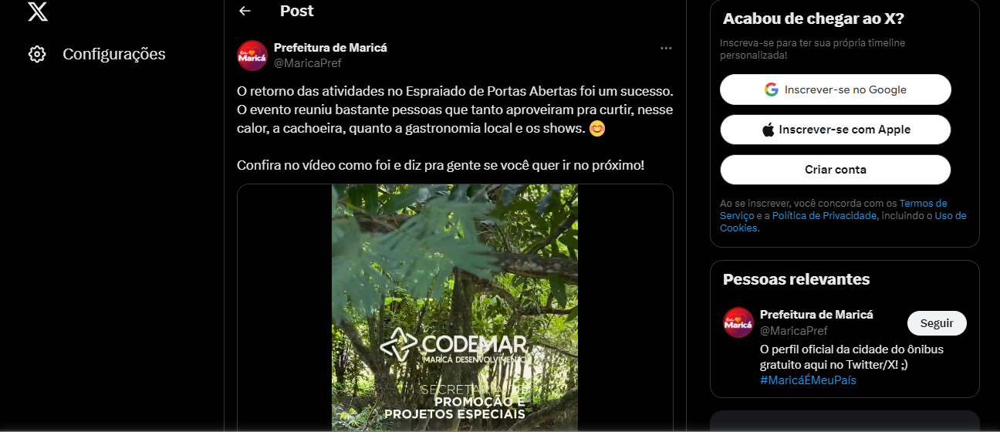 Configurações
Post
Eu Maricá
Prefeitura de Maricá
@MaricaPref
O retorno das atividades no Espraiado de Portas Abertas foi um sucesso.
O evento reuniu bastante pessoas que tanto aproveiram pra curtir, nesse
calor, a cachoeira, quanto a gastronomia local e os shows. 😊
Confira no vídeo como foi e diz pra gente se você quer ir no próximo!
CODEMAR
MARICÁ DESENVOLVIMENTO
SECRETARIA DE
PROMOÇÃO E
PROJETOS ESPECIAIS
Acabou de chegar ao X?
Inscreva-se para ter sua própria timeline
personalizada!
Inscrever-se no Google
Inscrever-se com Apple
Criar conta
Ao se inscrever, você concorda com os Termos de
Serviço e a Política de Privacidade, incluindo o Uso de
Cookies.
Pessoas relevantes
Eu Maricá
Prefeitura de Maricá
@MaricaPref
Seguir
O perfil oficial da cidade do ônibus
gratuito aqui no Twitter/X! ;)
#MaricáÉMeuPaís